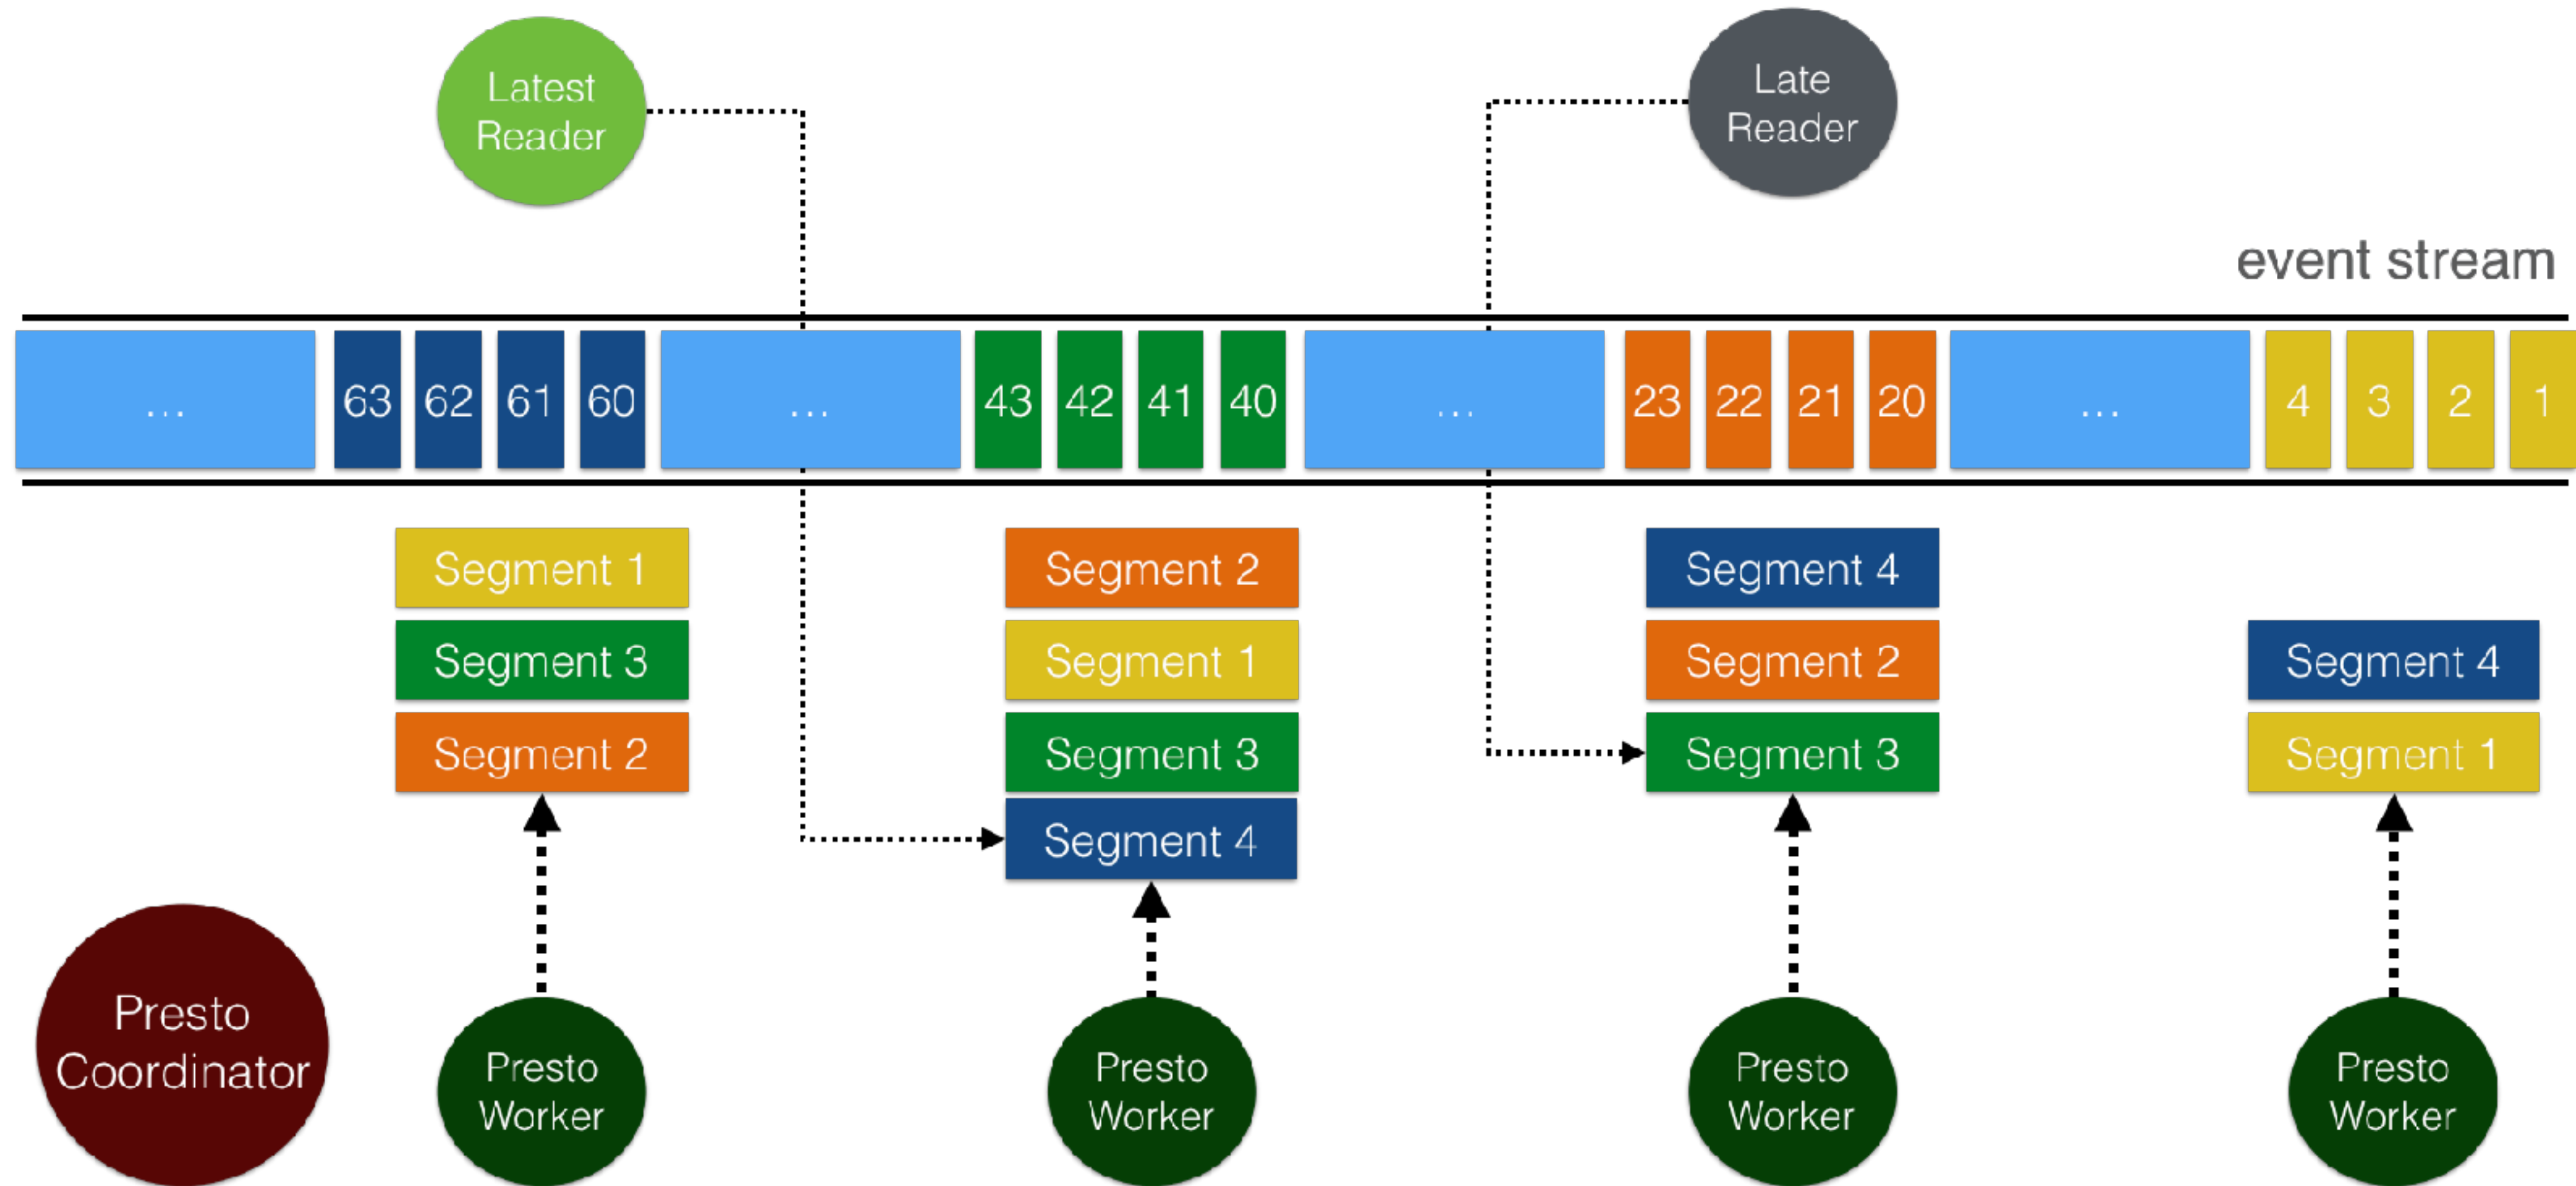 Latest
Reader
Late
Reader
event stream
... 63 62 61 60 ... 43 42 41 40 ... 23 22 21 20 ... 4 3 2 1
Segment 1
Segment 3
Segment 2
Segment 2
Segment 1
Segment 3
Segment 4
Segment 4
Segment 2
Segment 3
Segment 4
Segment 1
Presto
Coordinator
Presto
Worker
Presto
Worker
Presto
Worker
Presto
Worker